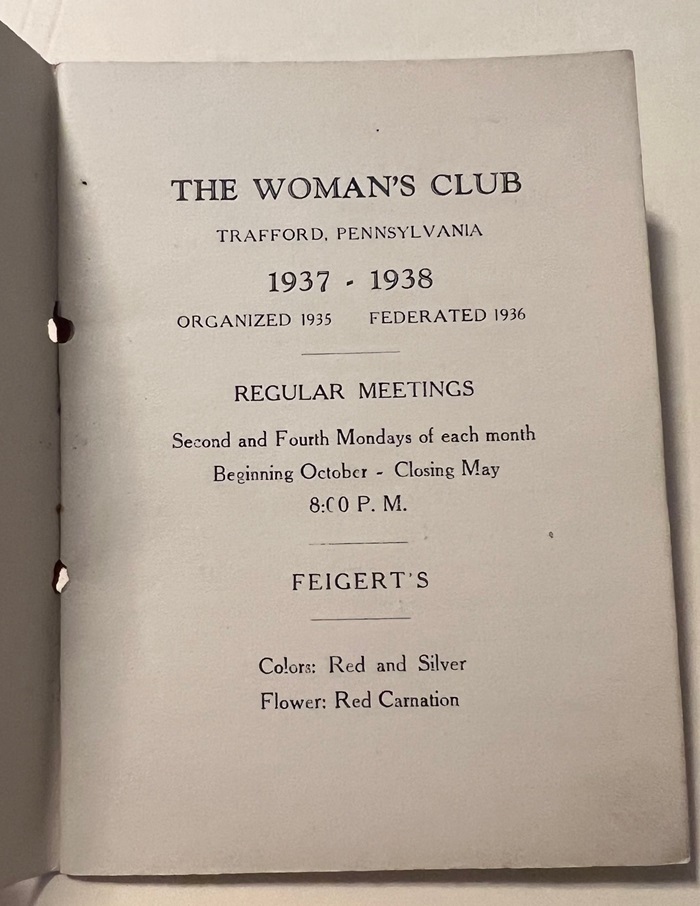 THE WOMAN'S CLUB
TRAFFORD, PENNSYLVANIA
1937 - 1938
ORGANIZED 1935 FEDERATED 1936
REGULAR MEETINGS
Second and Fourth Mondays of each month
Beginning October - Closing May
8:00 P. M.
FEIGERT'S
Colors: Red and Silver
Flower: Red Carnation